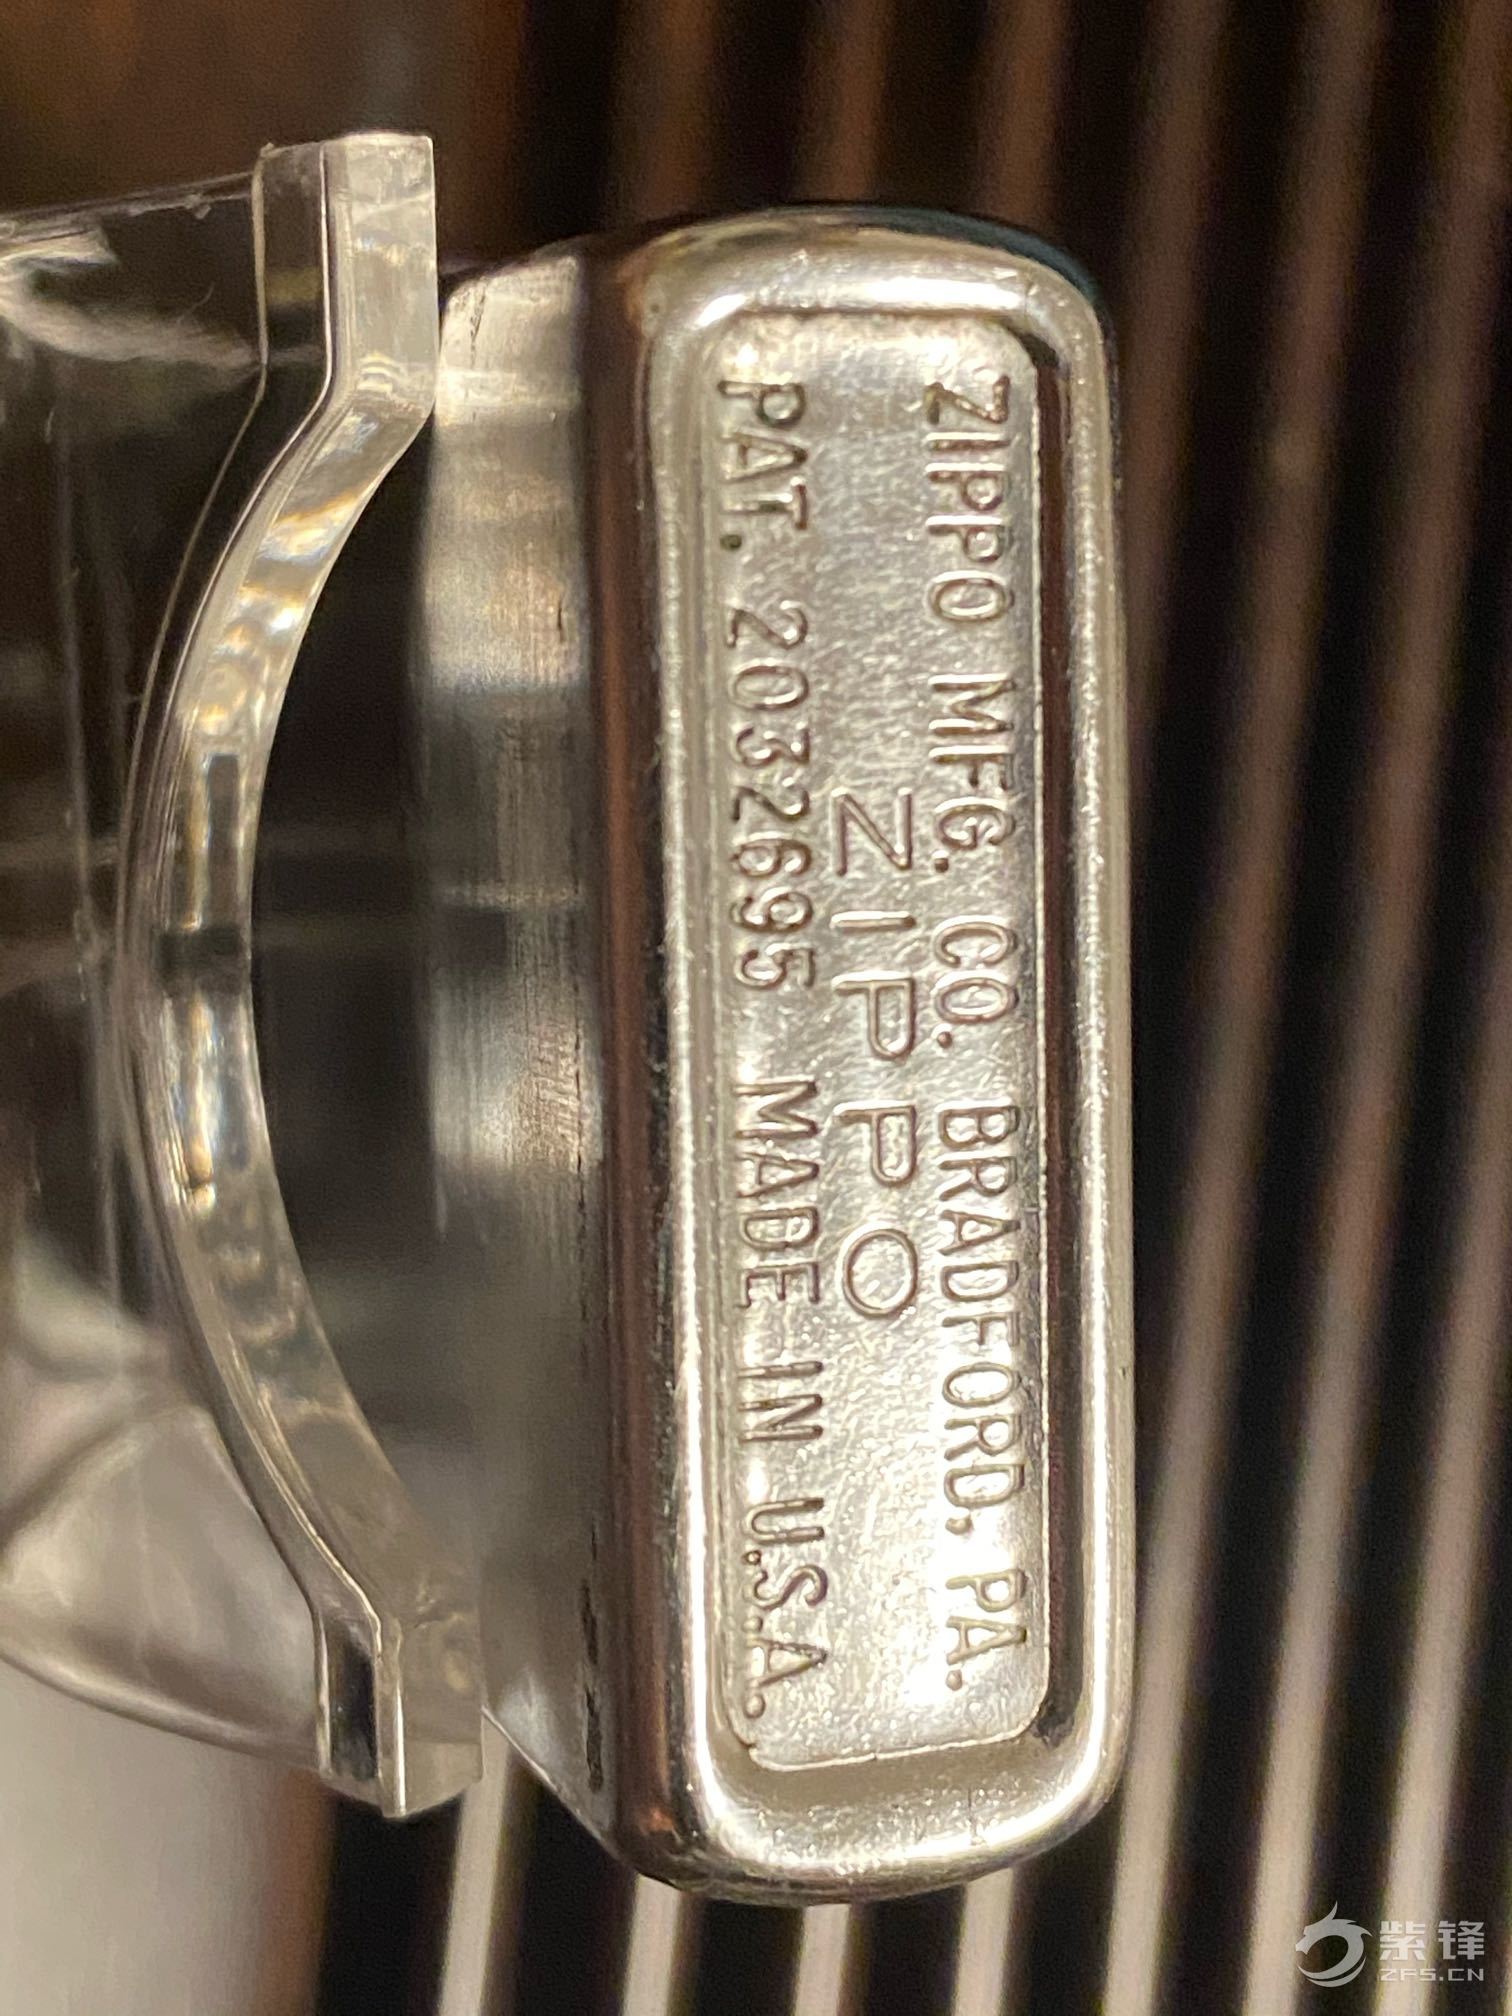 ZIPPO MFG. CO. BRADFORD, PA.
ZIPPO
PAT. 2032695 MADE IN U.S.A.
紫锋
ZFS.CN